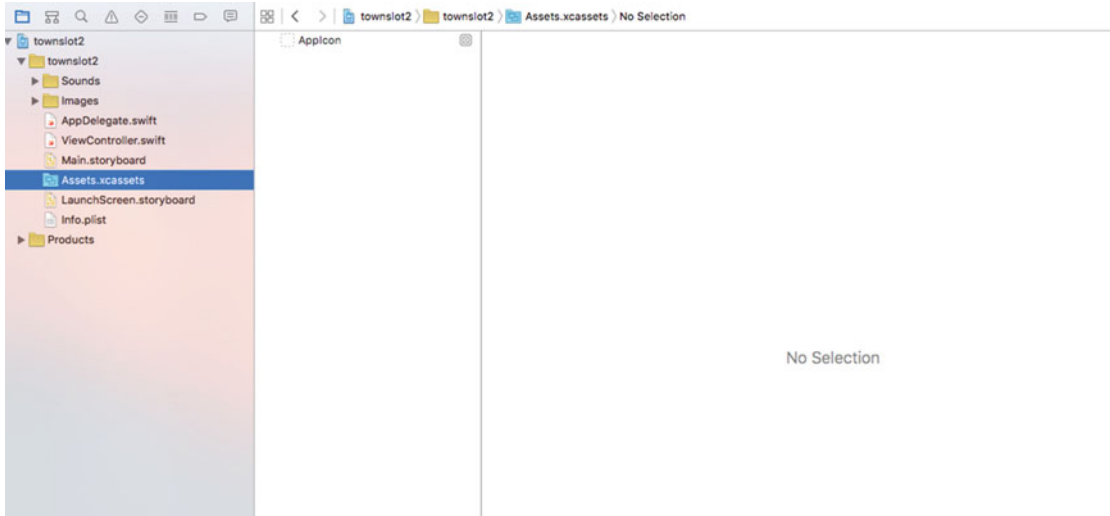 townslot2 townslot2 Assets.xcassets No Selection
townslot2
townslot2
Sounds
Images
AppDelegate.swift
ViewController.swift
Main.storyboard
Assets.xcassets
LaunchScreen.storyboard
Info.plist
Products
AppIcon
No Selection